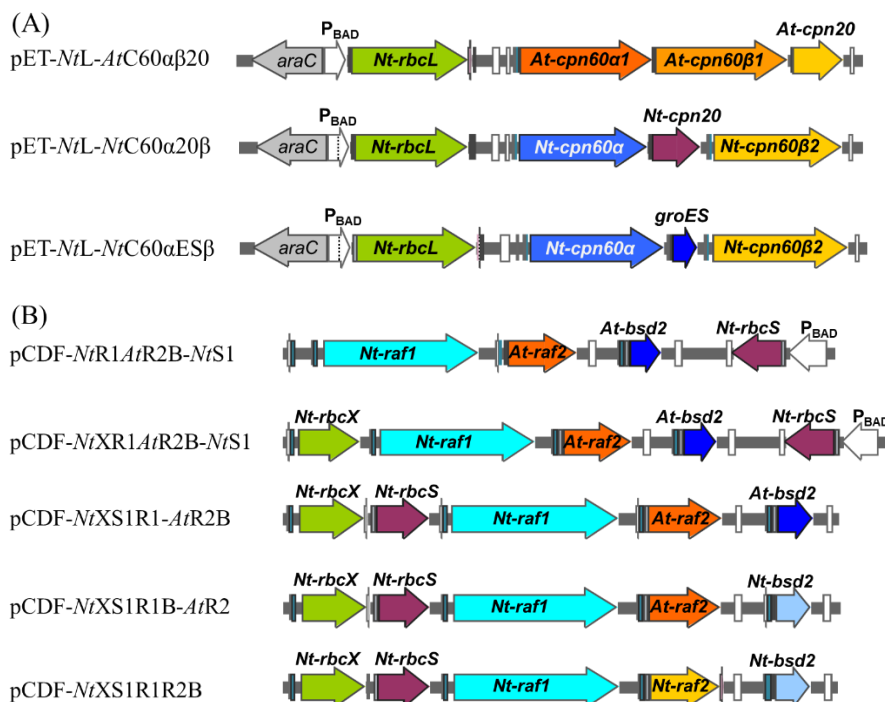 (A)
P_BAD At-cpn20
pET-NtL-AtC60αβ20 araC Nt-rbcL At-cpn60α1 At-cpn60β1
P_BAD Nt-cpn20
pET-NtL-NtC60α20β araC Nt-rbcL Nt-cpn60α Nt-cpn60β2
P_BAD groES
pET-NtL-NtC60αESβ araC Nt-rbcL Nt-cpn60α Nt-cpn60β2
(B)
At-bsd2 Nt-rbcS P_BAD
pCDF-NtR1AtR2B-NtS1 Nt-raf1 At-raf2
Nt-rbcX At-bsd2 Nt-rbcS P_BAD
pCDF-NtXR1AtR2B-NtS1 Nt-raf1 At-raf2
Nt-rbcX Nt-rbcS At-bsd2
pCDF-NtXS1R1-AtR2B Nt-raf1 At-raf2
Nt-rbcX Nt-rbcS Nt-bsd2
pCDF-NtXS1R1B-AtR2 Nt-raf1 At-raf2
Nt-rbcX Nt-rbcS Nt-bsd2
pCDF-NtXS1R1R2B Nt-raf1 Nt-raf2